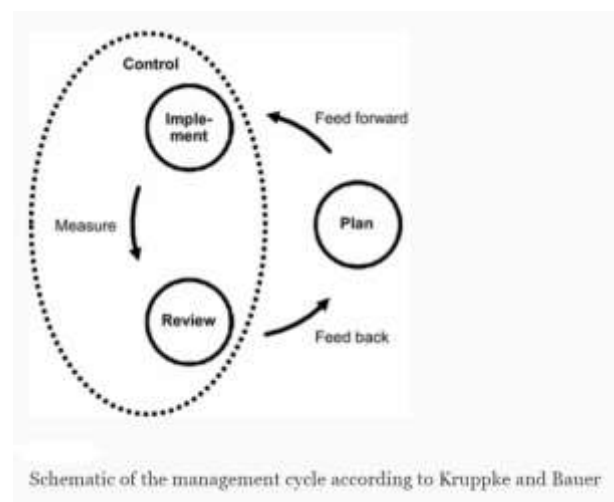 Control
Imple-
ment
Feed forward
Measure
Plan
Review
Feed back
Schematic of the management cycle according to Kruppke and Bauer